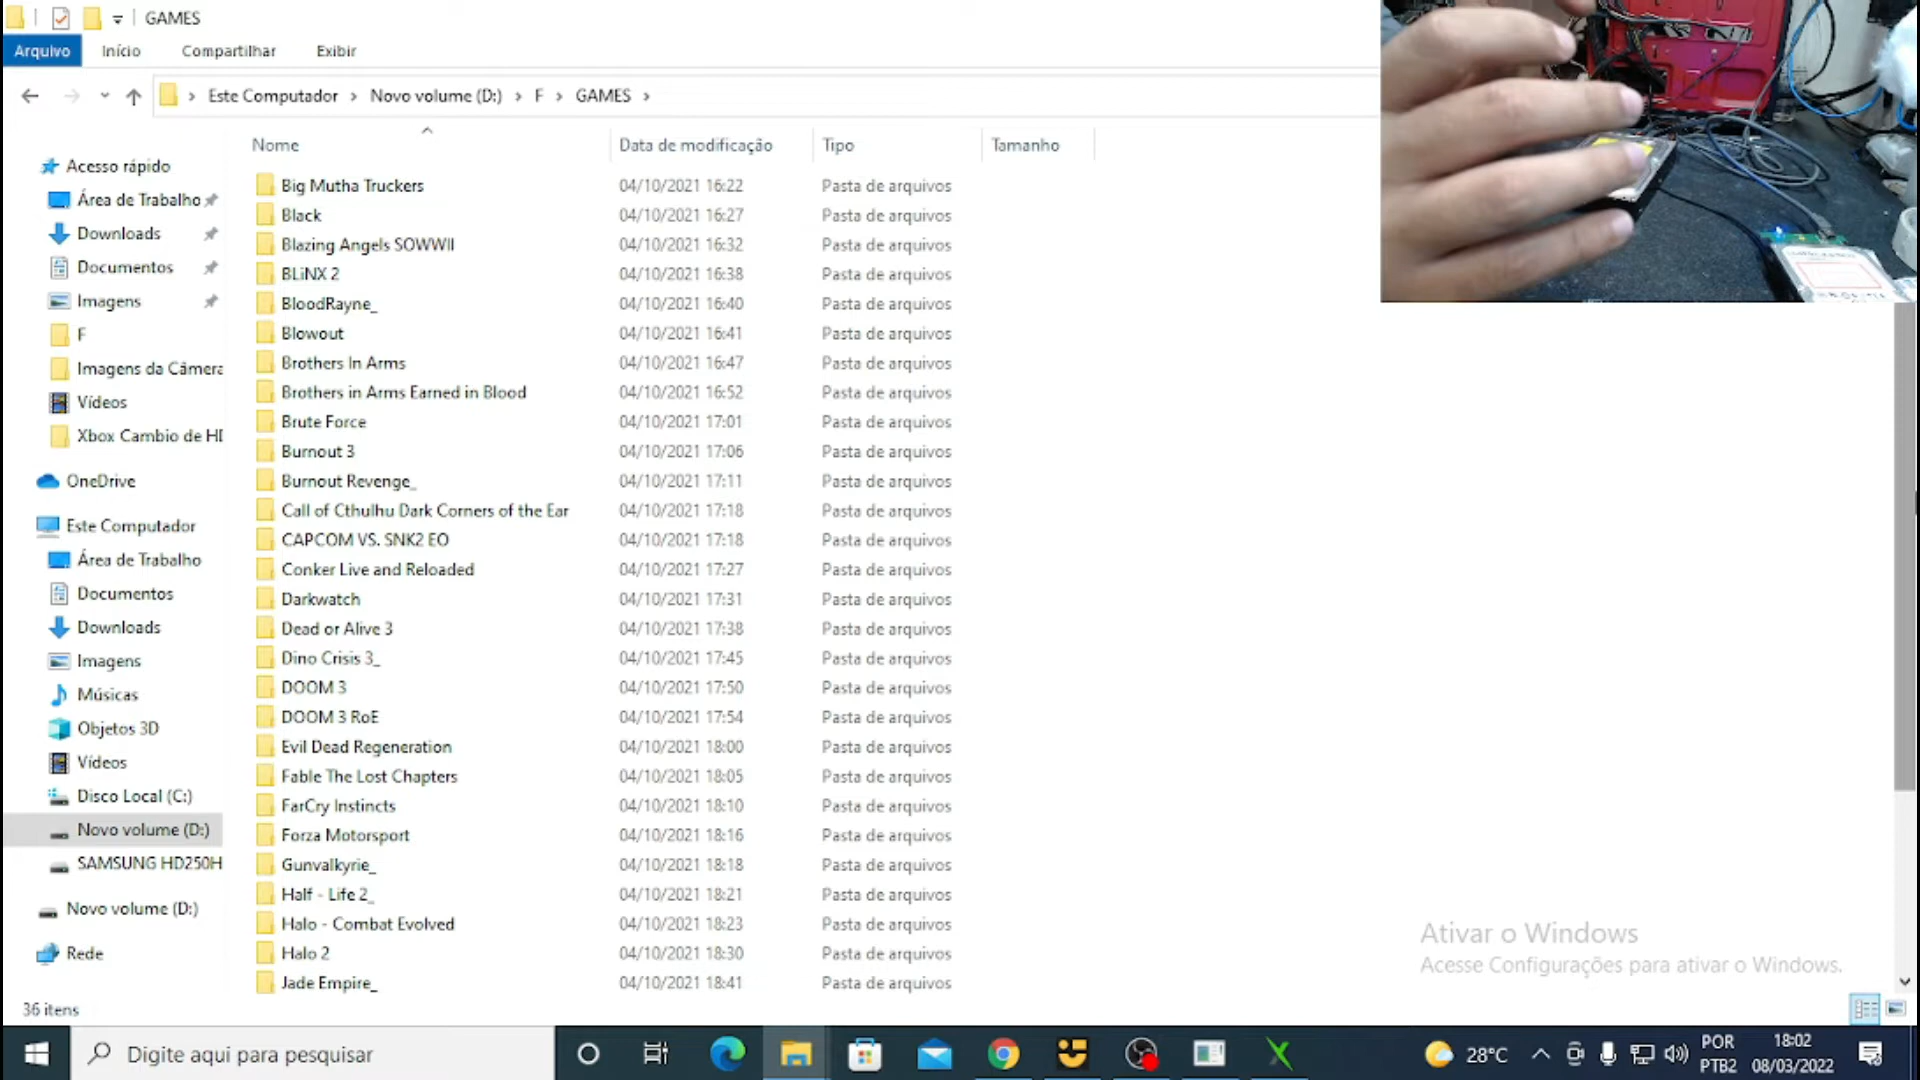 GAMES
Arquivo Início Compartilhar Exibir
Este Computador Novo volume (D:) F GAMES
Nome Data de modificação Tipo Tamanho
Acesso rápido
Área de Trabalho
Downloads
Documentos
Imagens
F
Imagens da Câmera
Vídeos
Xbox Cambio de HD
OneDrive
Este Computador
Área de Trabalho
Documentos
Downloads
Imagens
Músicas
Objetos 3D
Vídeos
Disco Local (C:)
Novo volume (D:)
SAMSUNG HD250H
Novo volume (D:)
Rede
Big Mutha Truckers 04/10/2021 16:22 Pasta de arquivos
Black 04/10/2021 16:27 Pasta de arquivos
Blazing Angels SOWWII 04/10/2021 16:32 Pasta de arquivos
BLiNX 2 04/10/2021 16:38 Pasta de arquivos
BloodRayne_ 04/10/2021 16:40 Pasta de arquivos
Blowout 04/10/2021 16:41 Pasta de arquivos
Brothers In Arms 04/10/2021 16:47 Pasta de arquivos
Brothers in Arms Earned in Blood 04/10/2021 16:52 Pasta de arquivos
Brute Force 04/10/2021 17:01 Pasta de arquivos
Burnout 3 04/10/2021 17:06 Pasta de arquivos
Burnout Revenge_ 04/10/2021 17:11 Pasta de arquivos
Call of Cthulhu Dark Corners of the Ear 04/10/2021 17:18 Pasta de arquivos
CAPCOM VS. SNK2 EO 04/10/2021 17:18 Pasta de arquivos
Conker Live and Reloaded 04/10/2021 17:27 Pasta de arquivos
Darkwatch 04/10/2021 17:31 Pasta de arquivos
Dead or Alive 3 04/10/2021 17:38 Pasta de arquivos
Dino Crisis 3_ 04/10/2021 17:45 Pasta de arquivos
DOOM 3 04/10/2021 17:50 Pasta de arquivos
DOOM 3 RoE 04/10/2021 17:54 Pasta de arquivos
Evil Dead Regeneration 04/10/2021 18:00 Pasta de arquivos
Fable The Lost Chapters 04/10/2021 18:05 Pasta de arquivos
FarCry Instincts 04/10/2021 18:10 Pasta de arquivos
Forza Motorsport 04/10/2021 18:16 Pasta de arquivos
Gunvalkyrie_ 04/10/2021 18:18 Pasta de arquivos
Half - Life 2_ 04/10/2021 18:21 Pasta de arquivos
Halo - Combat Evolved 04/10/2021 18:23 Pasta de arquivos
Halo 2 04/10/2021 18:30 Pasta de arquivos
Jade Empire_ 04/10/2021 18:41 Pasta de arquivos
Ativar o Windows
Acesse Configurações para ativar o Windows.
36 itens
Digite aqui para pesquisar
28°C
POR
PTB2
18:02
08/03/2022